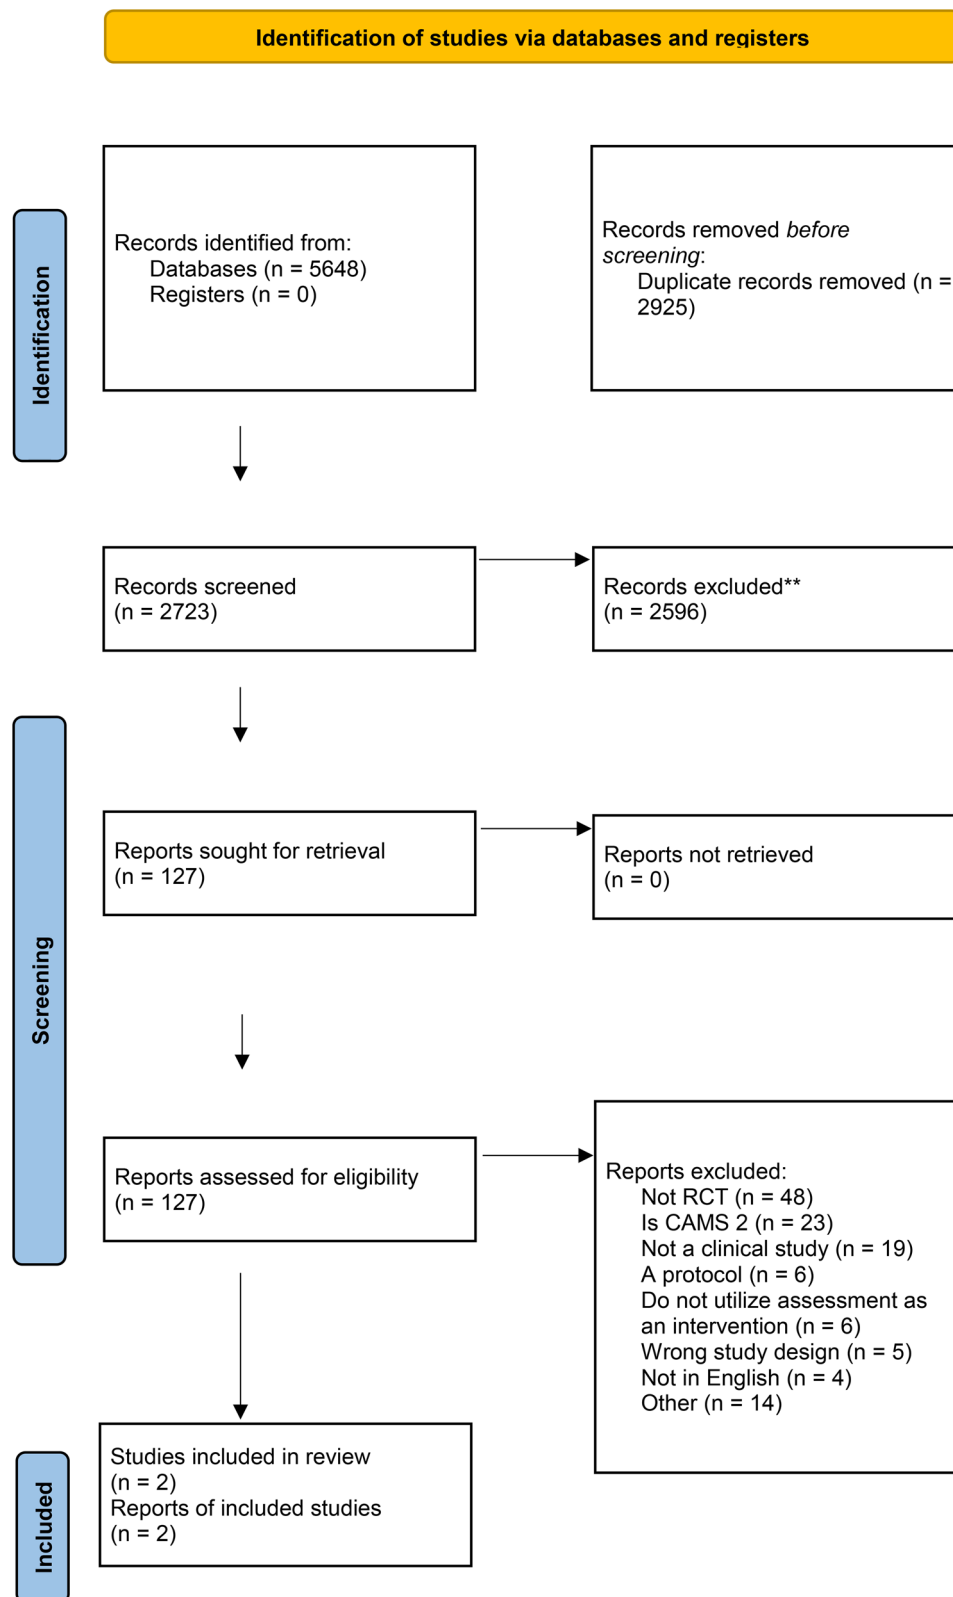 Identification of studies via databases and registers
Identification
Records identified from:
Databases (n = 5648)
Registers (n = 0)
Records removed before
screening:
Duplicate records removed (n =
2925)
Records screened
(n = 2723)
Records excluded**
(n = 2596)
Screening
Reports sought for retrieval
(n = 127)
Reports not retrieved
(n = 0)
Reports assessed for eligibility
(n = 127)
Reports excluded:
Not RCT (n = 48)
Is CAMS 2 (n = 23)
Not a clinical study (n = 19)
A protocol (n = 6)
Do not utilize assessment as
an intervention (n = 6)
Wrong study design (n = 5)
Not in English (n = 4)
Other (n = 14)
Included
Studies included in review
(n = 2)
Reports of included studies
(n = 2)